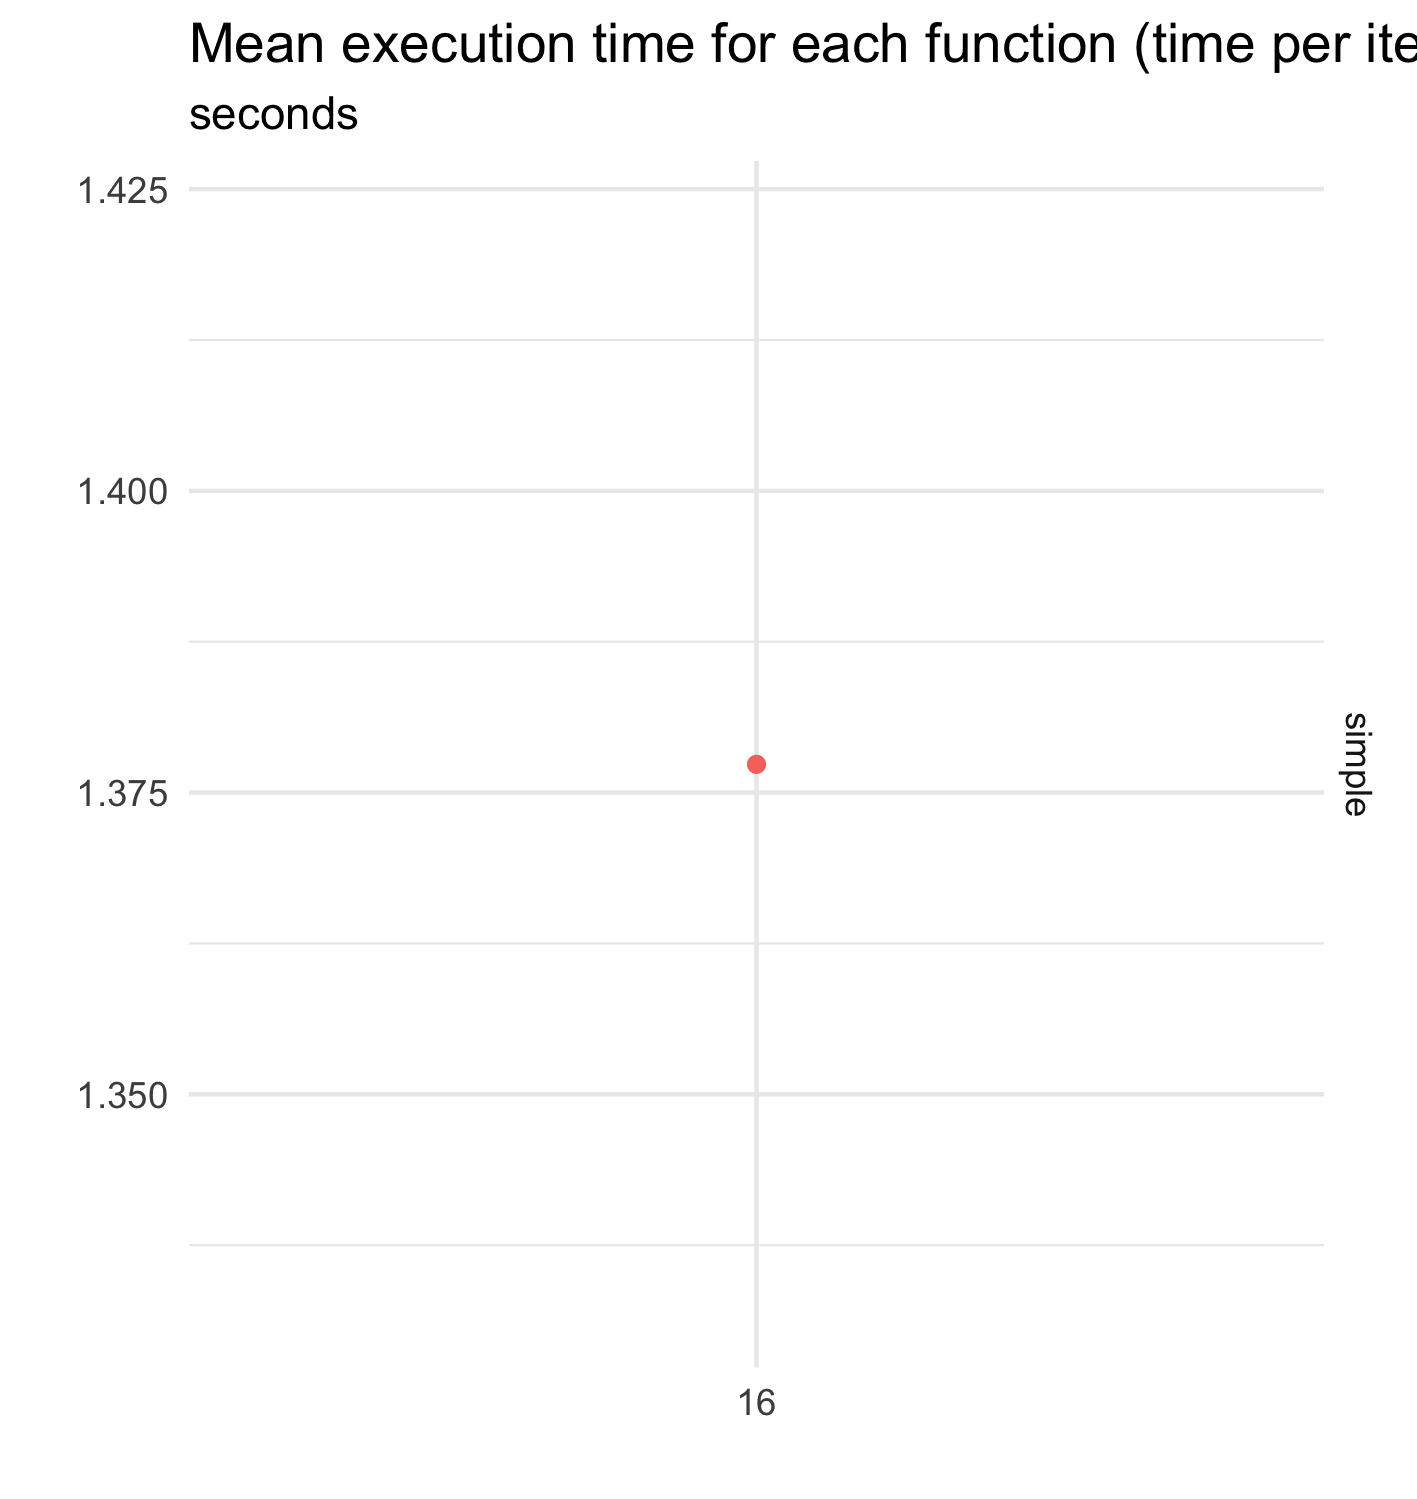 Mean execution time for each function (time per ite
seconds
1.425
1.400
1.375
1.350
simple
16